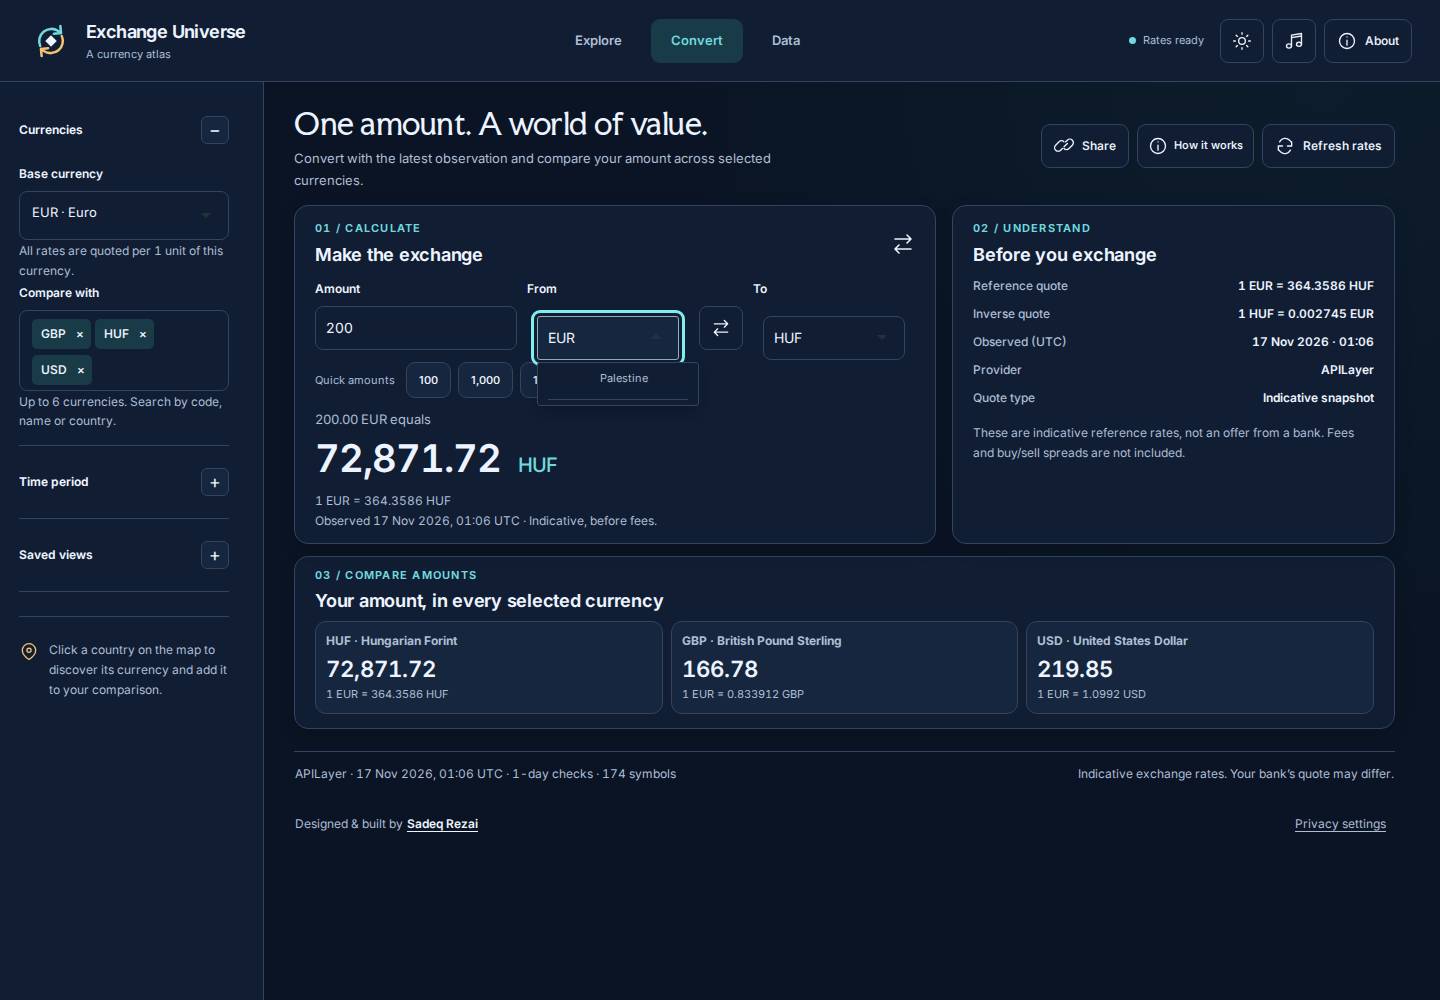 Exchange Universe
A currency atlas
Explore
Convert
Data
Rates ready
About
Currencies
−
Base currency
EUR · Euro
All rates are quoted per 1 unit of this
currency.
Compare with
GBP ×
HUF ×
USD ×
Up to 6 currencies. Search by code,
name or country.
Time period
+
Saved views
+
Click a country on the map to
discover its currency and add it
to your comparison.
One amount. A world of value.
Convert with the latest observation and compare your amount across selected
currencies.
Share
How it works
Refresh rates
01 / CALCULATE
Make the exchange
Amount
From
To
200
EUR
HUF
Quick amounts
100
1,000
1
Palestine
200.00 EUR equals
72,871.72 HUF
1 EUR = 364.3586 HUF
Observed 17 Nov 2026, 01:06 UTC · Indicative, before fees.
02 / UNDERSTAND
Before you exchange
Reference quote 1 EUR = 364.3586 HUF
Inverse quote 1 HUF = 0.002745 EUR
Observed (UTC) 17 Nov 2026 · 01:06
Provider APILayer
Quote type Indicative snapshot
These are indicative reference rates, not an offer from a bank. Fees
and buy/sell spreads are not included.
03 / COMPARE AMOUNTS
Your amount, in every selected currency
HUF · Hungarian Forint
72,871.72
1 EUR = 364.3586 HUF
GBP · British Pound Sterling
166.78
1 EUR = 0.833912 GBP
USD · United States Dollar
219.85
1 EUR = 1.0992 USD
APILayer · 17 Nov 2026, 01:06 UTC · 1-day checks · 174 symbols
Indicative exchange rates. Your bank’s quote may differ.
Designed & built by Sadeq Rezai
Privacy settings